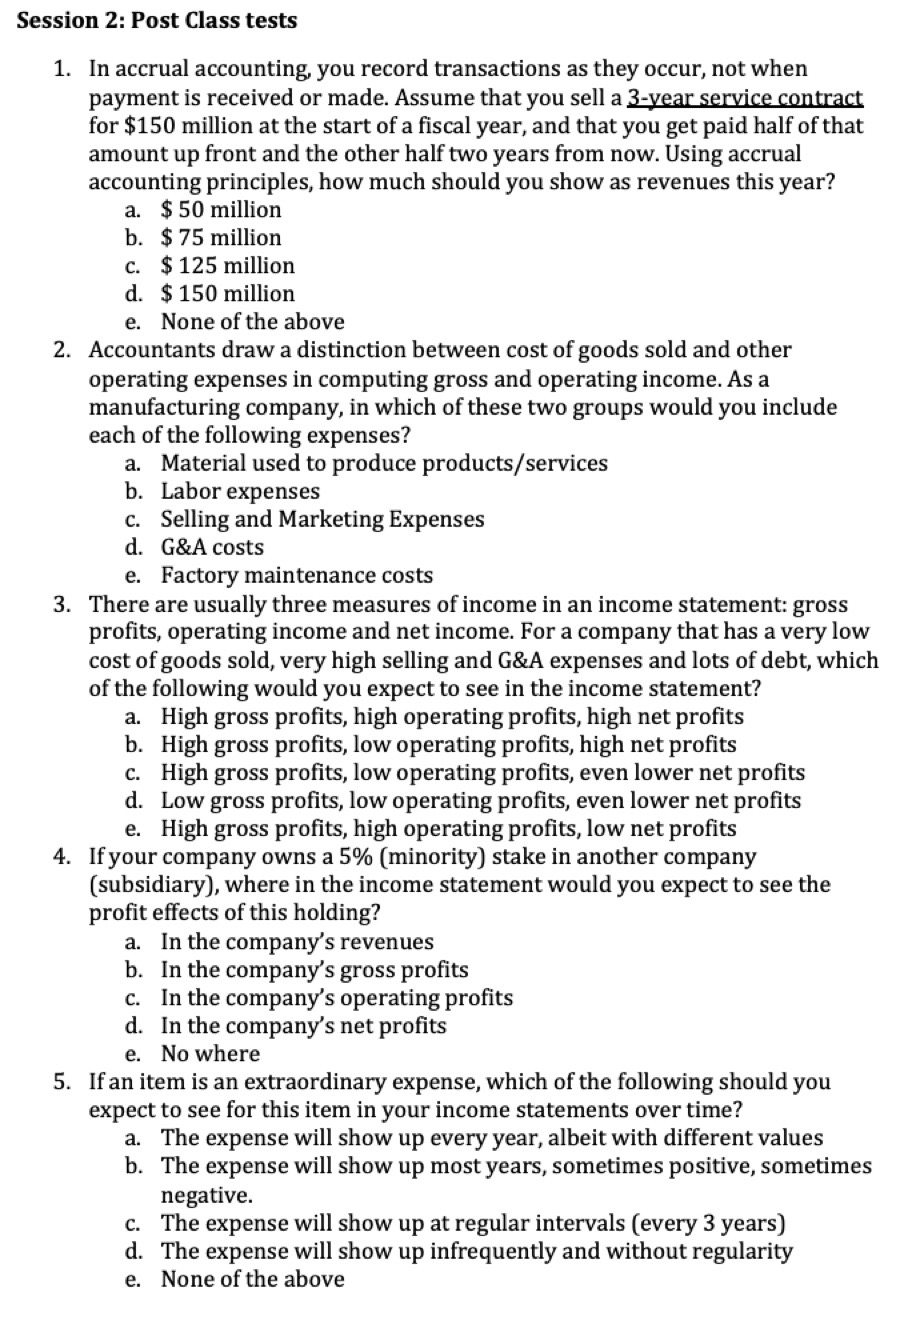 Session 2: Post Class tests
1. In accrual accounting, you record transactions as they occur, not when
payment is received or made. Assume that you sell a 3-year service contract
for $150 million at the start of a fiscal year, and that you get paid half of that
amount up front and the other half two years from now. Using accrual
accounting principles, how much should you show as revenues this year?
a. $ 50 million
b. $ 75 million
c. $ 125 million
d. $ 150 million
e. None of the above
2. Accountants draw a distinction between cost of goods sold and other
operating expenses in computing gross and operating income. As a
manufacturing company, in which of these two groups would you include
each of the following expenses?
a. Material used to produce products/services
b. Labor expenses
c. Selling and Marketing Expenses
d. G&A costs
e. Factory maintenance costs
3. There are usually three measures of income in an income statement: gross
profits, operating income and net income. For a company that has a very low
cost of goods sold, very high selling and G&A expenses and lots of debt, which
of the following would you expect to see in the income statement?
a. High gross profits, high operating profits, high net profits
b. High gross profits, low operating profits, high net profits
c. High gross profits, low operating profits, even lower net profits
d. Low gross profits, low operating profits, even lower net profits
e. High gross profits, high operating profits, low net profits
4. If your company owns a 5% (minority) stake in another company
(subsidiary), where in the income statement would you expect to see the
profit effects of this holding?
a. In the company's revenues
b. In the company's gross profits
c. In the company's operating profits
d. In the company's net profits
e. No where
5. If an item is an extraordinary expense, which of the following should you
expect to see for this item in your income statements over time?
a. The expense will show up every year, albeit with different values
b. The expense will show up most years, sometimes positive, sometimes
negative.
c. The expense will show up at regular intervals (every 3 years)
d. The expense will show up infrequently and without regularity
e. None of the above